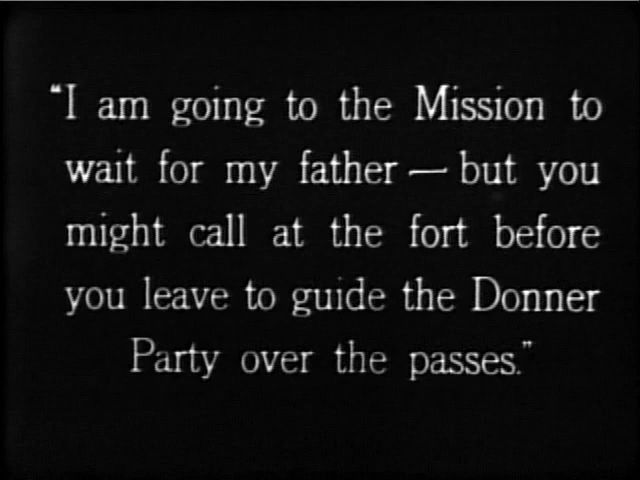 “I am going to the Mission to
wait for my father — but you
might call at the fort before
you leave to guide the Donner
Party over the passes.”